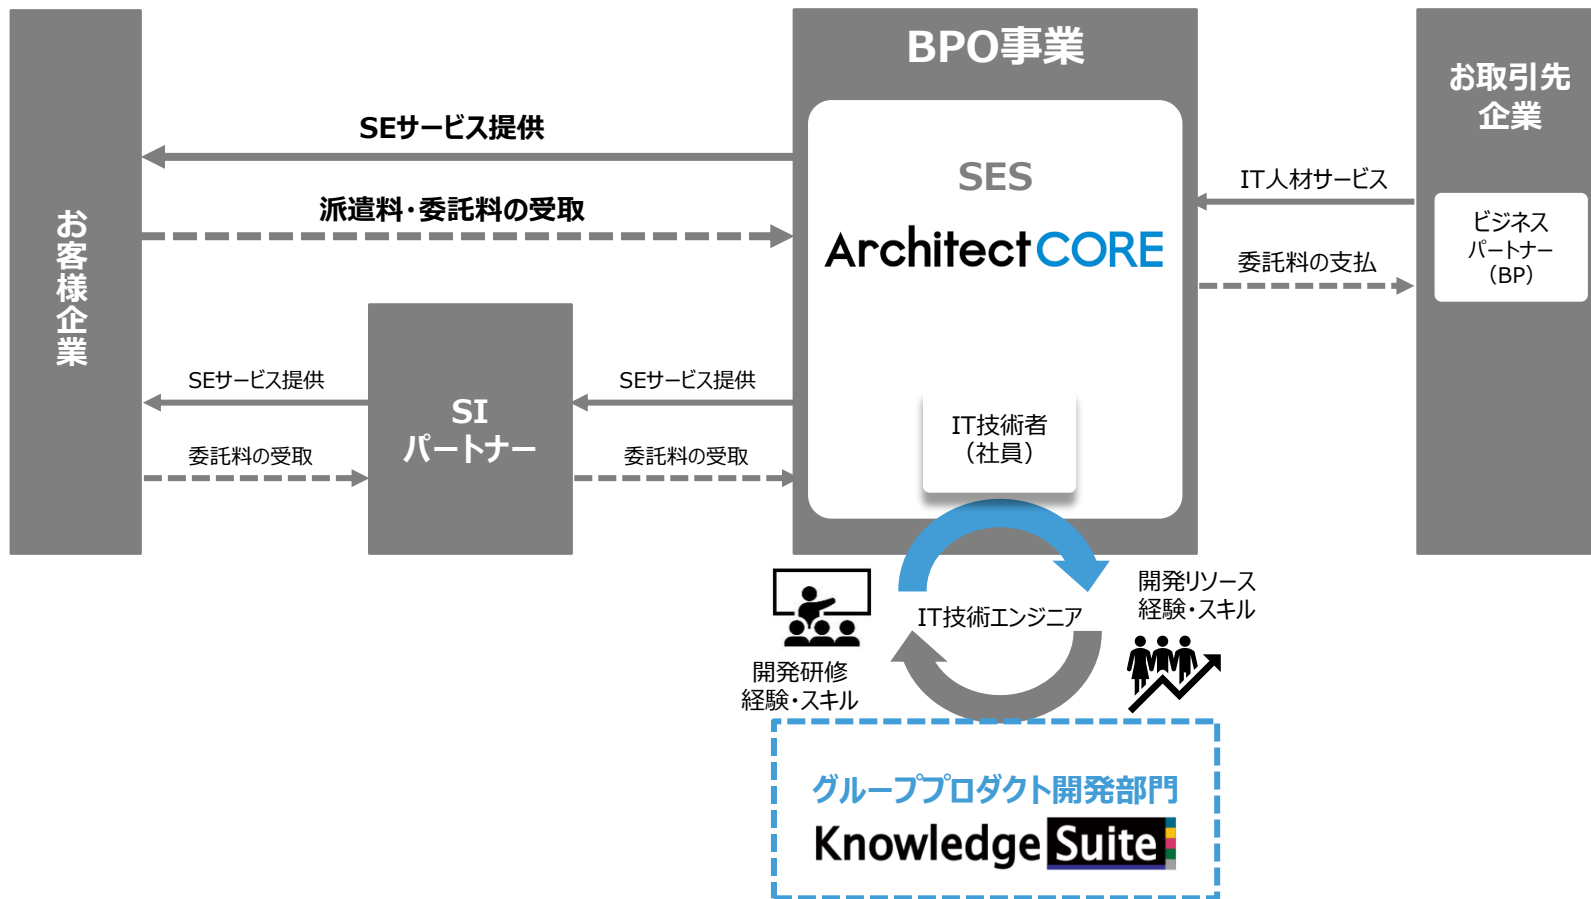 お客様企業
SEサービス提供
派遣料・委託料の受取
SEサービス提供
委託料の受取
SI
パートナー
SEサービス提供
委託料の受取
BPO事業
SES
ArchitectCORE
IT技術者
（社員）
IT人材サービス
委託料の支払
お取引先
企業
ビジネス
パートナー
（BP）
開発研修
経験・スキル
IT技術エンジニア
開発リソース
経験・スキル
グループプロダクト開発部門
Knowledge Suite